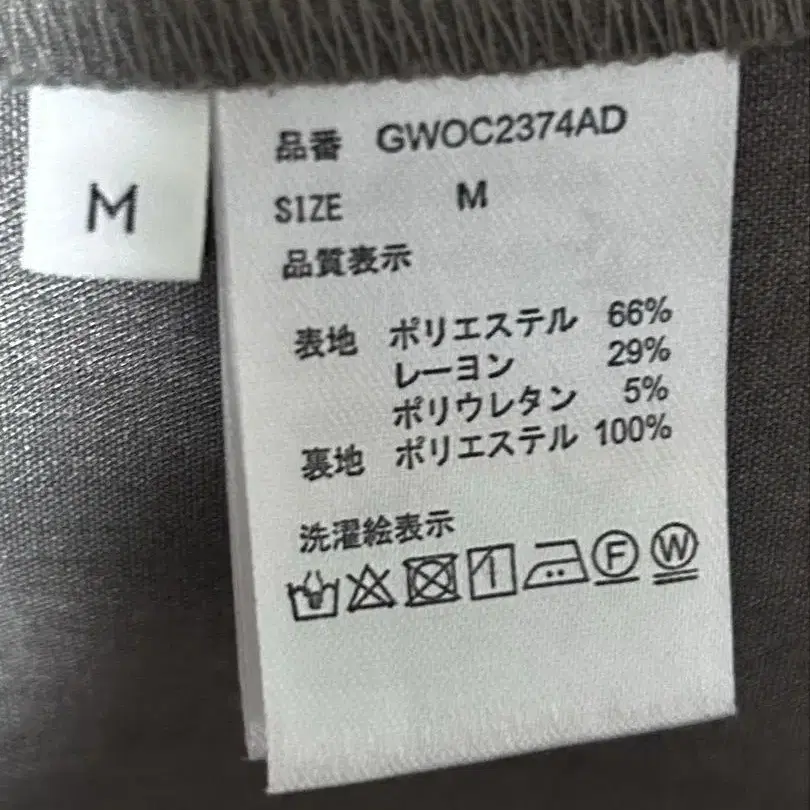 M
品番 GWOC2374AD
SIZE M
品質表示
表地 ポリエステル 66%
レーヨン 29%
ポリウレタン 5%
裏地 ポリエステル 100%
洗濯絵表示
F W